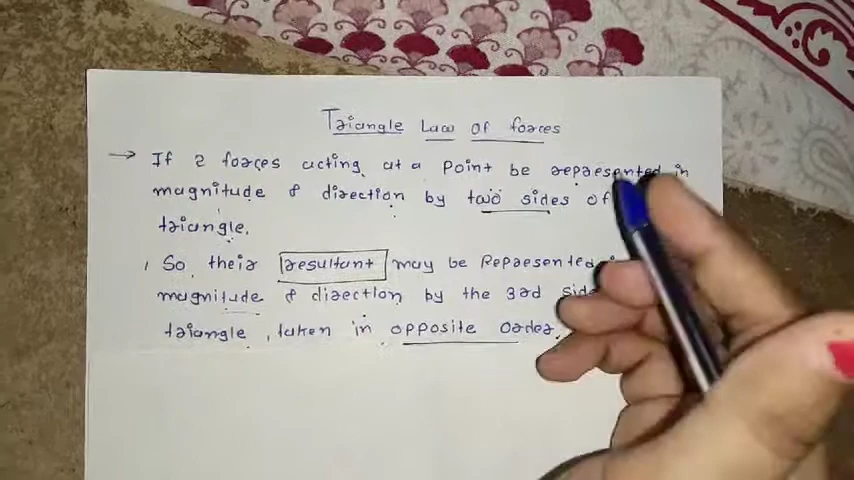 Triangle Law of forces
→ If 2 forces acting at a point be represented in
magnitude & direction by two sides of
triangle.
So their resultant may be Represented
magnitude & direction by the 3rd side
triangle, taken in opposite order.